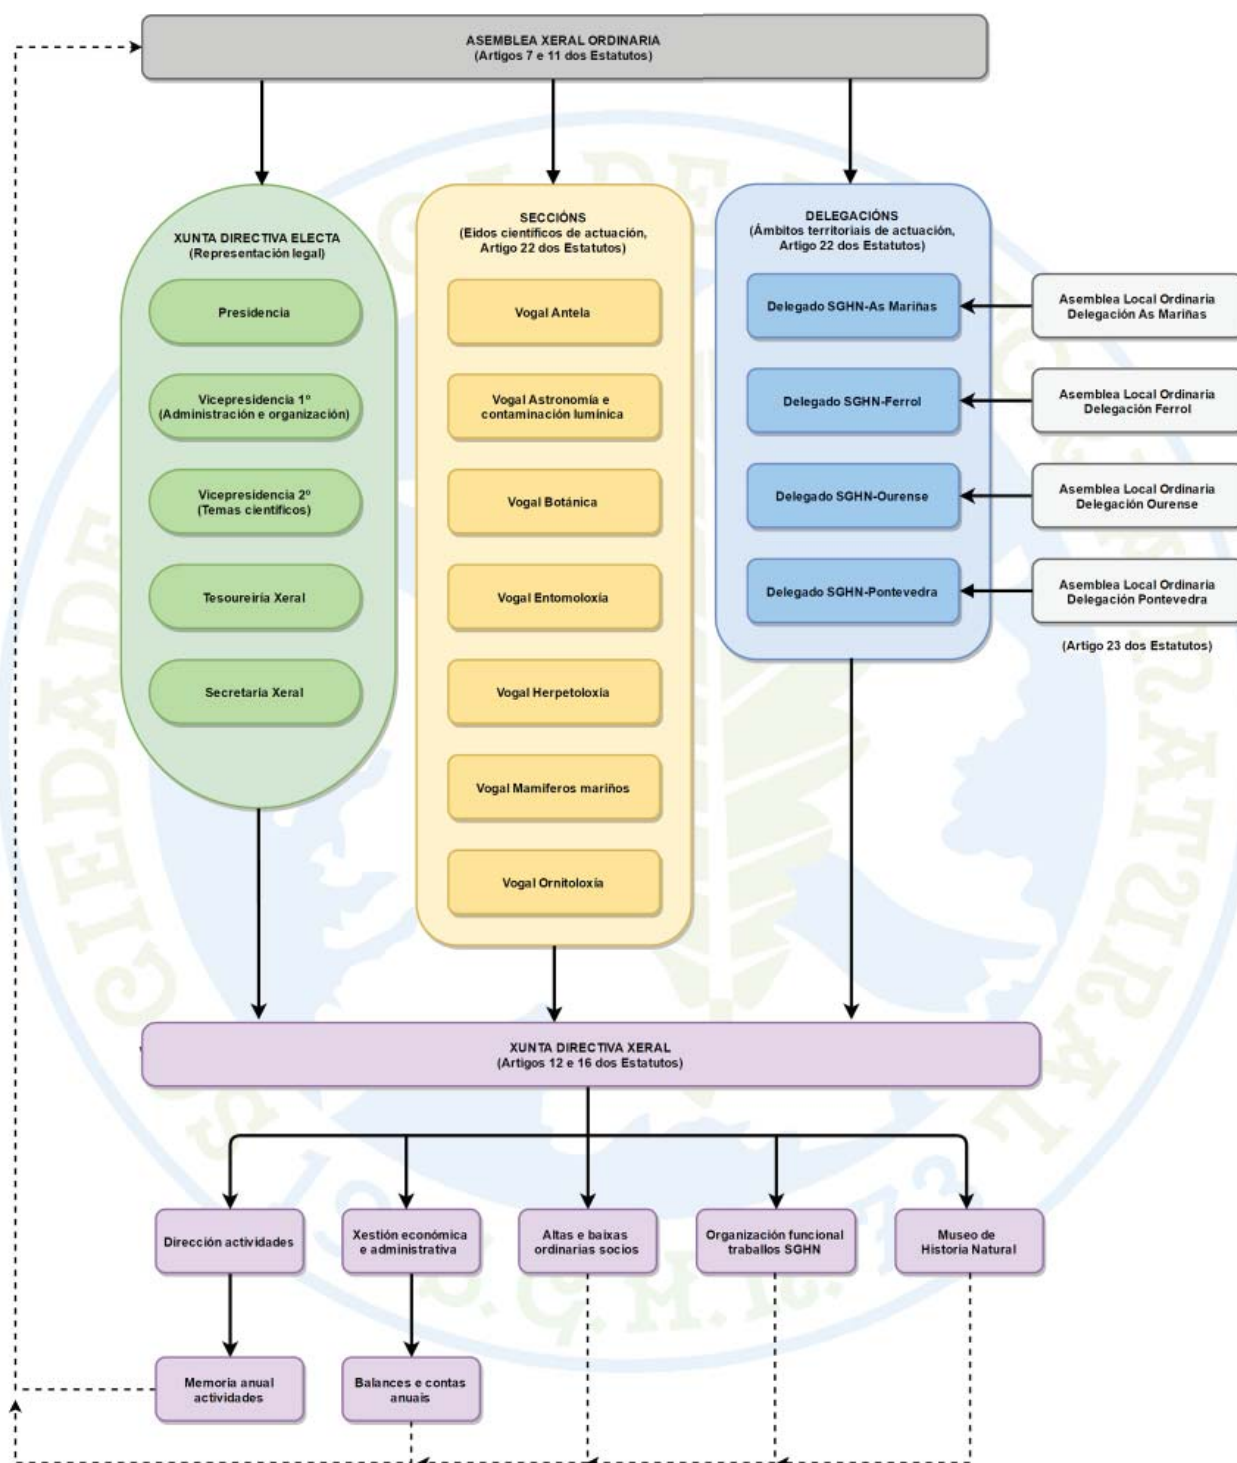 ASEMBLEA XERAL ORDINARIA
(Artigos 7 e 11 dos Estatutos)
XUNTA DIRECTIVA ELECTA
(Representación legal)
Presidencia
Vicepresidencia 1º
(Administración e organización)
Vicepresidencia 2º
(Temas científicos)
Tesoureiría Xeral
Secretaría Xeral
SECCIÓNS
(Eidos científicos de actuación,
Artigo 22 dos Estatutos)
Vogal Antela
Vogal Astronomía e
contaminación lumínica
Vogal Botánica
Vogal Entomoloxía
Vogal Herpetoloxía
Vogal Mamíferos mariños
Vogal Ornitoloxía
DELEGACIÓNS
(Ámbitos territoriais de actuación,
Artigo 22 dos Estatutos)
Delegado SGHN-As Mariñas
Delegado SGHN-Ferrol
Delegado SGHN-Ourense
Delegado SGHN-Pontevedra
Asemblea Local Ordinaria
Delegación As Mariñas
Asemblea Local Ordinaria
Delegación Ferrol
Asemblea Local Ordinaria
Delegación Ourense
Asemblea Local Ordinaria
Delegación Pontevedra
(Artigo 23 dos Estatutos)
XUNTA DIRECTIVA XERAL
(Artigos 12 e 16 dos Estatutos)
Dirección actividades
Xestión económica
e administrativa
Altas e baixas
ordinarias socios
Organización funcional
traballos SGHN
Museo de
Historia Natural
Memoria anual
actividades
Balances e contas
anuais